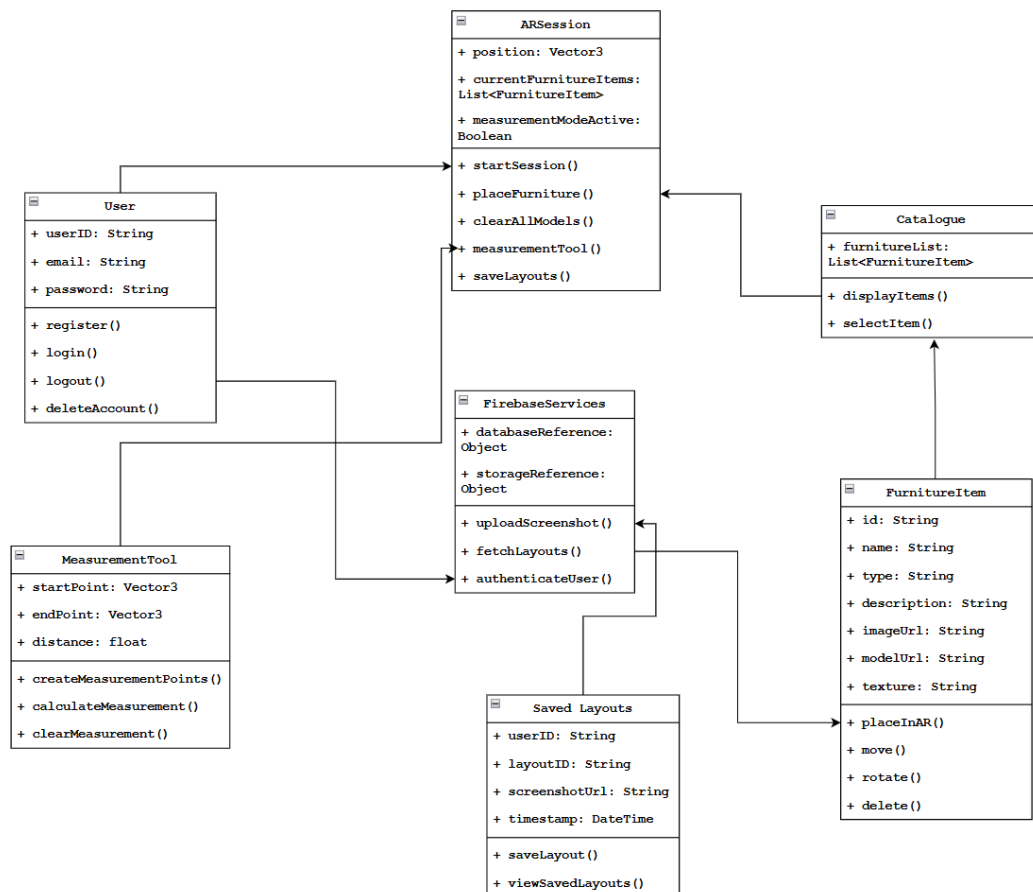 ARSession
+ position: Vector3
+ currentFurnitureItems:
List<FurnitureItem>
+ measurementModeActive:
Boolean
+ startSession()
+ placeFurniture()
+ clearAllModels()
+ measurementTool()
+ saveLayouts()
User
+ userID: String
+ email: String
+ password: String
+ register()
+ login()
+ logout()
+ deleteAccount()
Catalogue
+ furnitureList:
List<FurnitureItem>
+ displayItems()
+ selectItem()
FirebaseServices
+ databaseReference:
Object
+ storageReference:
Object
+ uploadScreenshot()
+ fetchLayouts()
+ authenticateUser()
FurnitureItem
+ id: String
+ name: String
+ type: String
+ description: String
+ imageUrl: String
+ modelUrl: String
+ texture: String
+ placeInAR()
+ move()
+ rotate()
+ delete()
MeasurementTool
+ startPoint: Vector3
+ endPoint: Vector3
+ distance: float
+ createMeasurementPoints()
+ calculateMeasurement()
+ clearMeasurement()
Saved Layouts
+ userID: String
+ layoutID: String
+ screenshotUrl: String
+ timestamp: DateTime
+ saveLayout()
+ viewSavedLayouts()